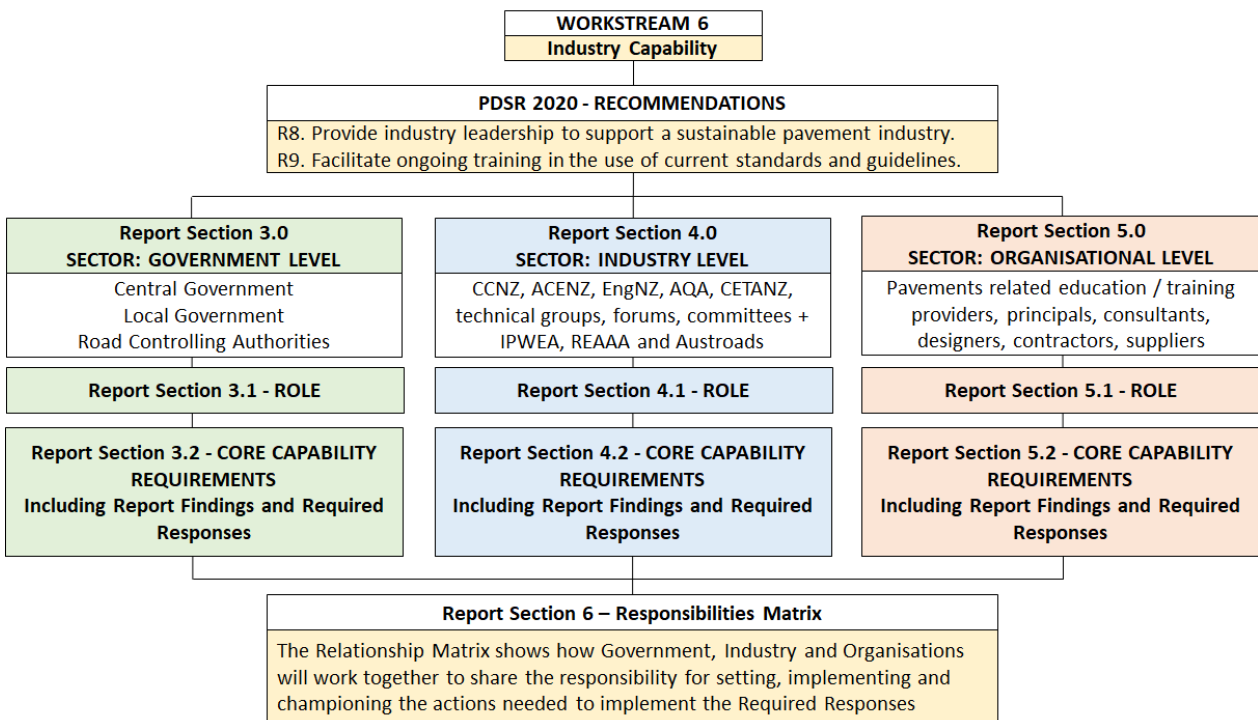 WORKSTREAM 6
Industry Capability
PDSR 2020 - RECOMMENDATIONS
R8. Provide industry leadership to support a sustainable pavement industry.
R9. Facilitate ongoing training in the use of current standards and guidelines.
Report Section 3.0
SECTOR: GOVERNMENT LEVEL
Central Government
Local Government
Road Controlling Authorities
Report Section 3.1 - ROLE
Report Section 3.2 - CORE CAPABILITY
REQUIREMENTS
Including Report Findings and Required
Responses
Report Section 4.0
SECTOR: INDUSTRY LEVEL
CCNZ, ACENZ, EngNZ, AQA, CETANZ,
technical groups, forums, committees +
IPWEA, REAAA and Austroads
Report Section 4.1 - ROLE
Report Section 4.2 - CORE CAPABILITY
REQUIREMENTS
Including Report Findings and Required
Responses
Report Section 5.0
SECTOR: ORGANISATIONAL LEVEL
Pavements related education / training
providers, principals, consultants,
designers, contractors, suppliers
Report Section 5.1 - ROLE
Report Section 5.2 - CORE CAPABILITY
REQUIREMENTS
Including Report Findings and Required
Responses
Report Section 6 – Responsibilities Matrix
The Relationship Matrix shows how Government, Industry and Organisations
will work together to share the responsibility for setting, implementing and
championing the actions needed to implement the Required Responses